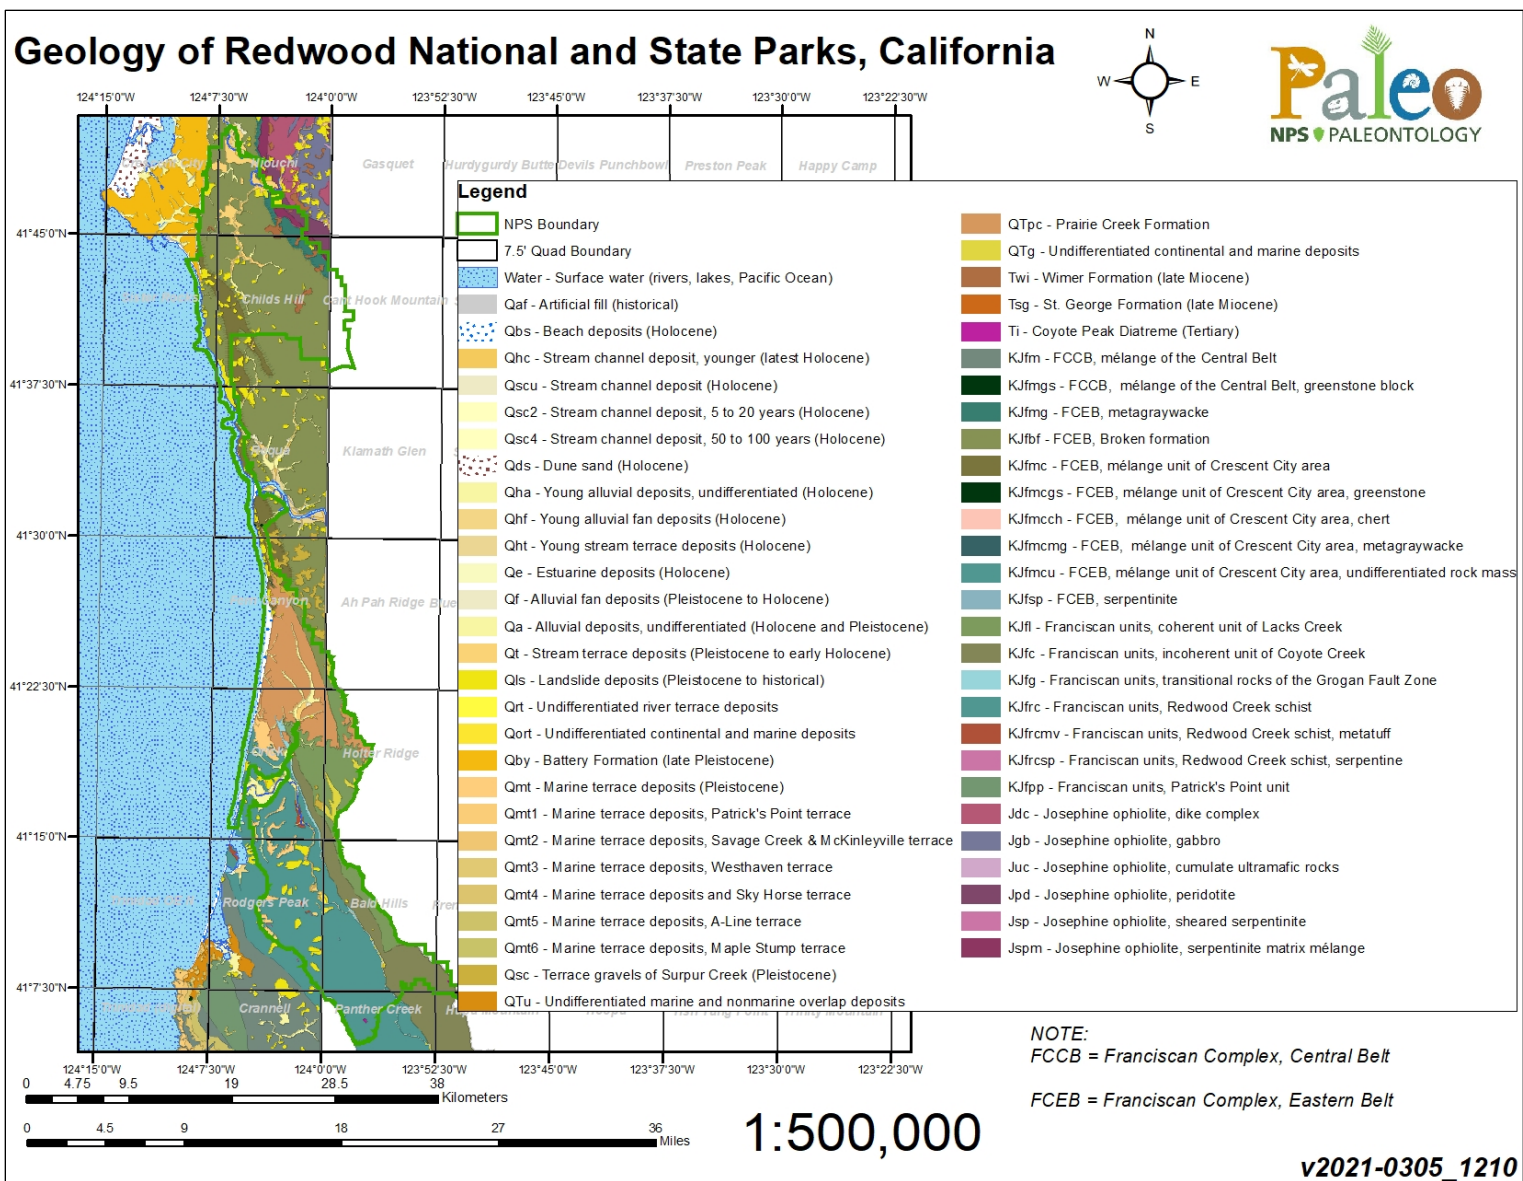 Geology of Redwood National and State Parks, California
N
W E
S
Paleo
NPS PALEONTOLOGY
124°15'0"W 124°7'30"W 124°0'0"W 123°52'30"W 123°45'0"W 123°37'30"W 123°30'0"W 123°22'30"W
Hiouchi Gasquet Hurdygurdy Butte Devils Punchbowl Preston Peak Happy Camp
41°45'0"N
Childs Hill Cant Hook Mountain
41°37'30"N
Requa Klamath Glen
41°30'0"N
Ah Pah Ridge Blue
41°22'30"N
Orick Holter Ridge
41°15'0"N
Rodgers Peak Bald Hills
41°7'30"N
Crannell Panther Creek
Legend
NPS Boundary
7.5' Quad Boundary
Water - Surface water (rivers, lakes, Pacific Ocean)
Qaf - Artificial fill (historical)
Qbs - Beach deposits (Holocene)
Qhc - Stream channel deposit, younger (latest Holocene)
Qscu - Stream channel deposit (Holocene)
Qsc2 - Stream channel deposit, 5 to 20 years (Holocene)
Qsc4 - Stream channel deposit, 50 to 100 years (Holocene)
Qds - Dune sand (Holocene)
Qha - Young alluvial deposits, undifferentiated (Holocene)
Qhf - Young alluvial fan deposits (Holocene)
Qht - Young stream terrace deposits (Holocene)
Qe - Estuarine deposits (Holocene)
Qf - Alluvial fan deposits (Pleistocene to Holocene)
Qa - Alluvial deposits, undifferentiated (Holocene and Pleistocene)
Qt - Stream terrace deposits (Pleistocene to early Holocene)
Qls - Landslide deposits (Pleistocene to historical)
Qrt - Undifferentiated river terrace deposits
Qort - Undifferentiated continental and marine deposits
Qby - Battery Formation (late Pleistocene)
Qmt - Marine terrace deposits (Pleistocene)
Qmt1 - Marine terrace deposits, Patrick's Point terrace
Qmt2 - Marine terrace deposits, Savage Creek & McKinleyville terrace
Qmt3 - Marine terrace deposits, Westhaven terrace
Qmt4 - Marine terrace deposits and Sky Horse terrace
Qmt5 - Marine terrace deposits, A-Line terrace
Qmt6 - Marine terrace deposits, Maple Stump terrace
Qsc - Terrace gravels of Surpur Creek (Pleistocene)
QTu - Undifferentiated marine and nonmarine overlap deposits
QTpc - Prairie Creek Formation
QTg - Undifferentiated continental and marine deposits
Twi - Wimer Formation (late Miocene)
Tsg - St. George Formation (late Miocene)
Ti - Coyote Peak Diatreme (Tertiary)
KJfm - FCCB, mélange of the Central Belt
KJfmgs - FCCB, mélange of the Central Belt, greenstone block
KJfmg - FCEB, metagraywacke
KJfbf - FCEB, Broken formation
KJfmc - FCEB, mélange unit of Crescent City area
KJfmcgs - FCEB, mélange unit of Crescent City area, greenstone
KJfmcch - FCEB, mélange unit of Crescent City area, chert
KJfmcmg - FCEB, mélange unit of Crescent City area, metagraywacke
KJfmcu - FCEB, mélange unit of Crescent City area, undifferentiated rock mass
KJfsp - FCEB, serpentinite
KJfl - Franciscan units, coherent unit of Lacks Creek
KJfc - Franciscan units, incoherent unit of Coyote Creek
KJfg - Franciscan units, transitional rocks of the Grogan Fault Zone
KJfrc - Franciscan units, Redwood Creek schist
KJfrcmv - Franciscan units, Redwood Creek schist, metatuff
KJfrcsp - Franciscan units, Redwood Creek schist, serpentine
KJfpp - Franciscan units, Patrick's Point unit
Jdc - Josephine ophiolite, dike complex
Jgb - Josephine ophiolite, gabbro
Juc - Josephine ophiolite, cumulate ultramafic rocks
Jpd - Josephine ophiolite, peridotite
Jsp - Josephine ophiolite, sheared serpentinite
Jspm - Josephine ophiolite, serpentinite matrix mélange
124°15'0"W 124°7'30"W 124°0'0"W 123°52'30"W 123°45'0"W 123°37'30"W 123°30'0"W 123°22'30"W
0 4.75 9.5 19 28.5 38
Kilometers
0 4.5 9 18 27 36
Miles
1:500,000
NOTE:
FCCB = Franciscan Complex, Central Belt
FCEB = Franciscan Complex, Eastern Belt
v2021-0305_1210